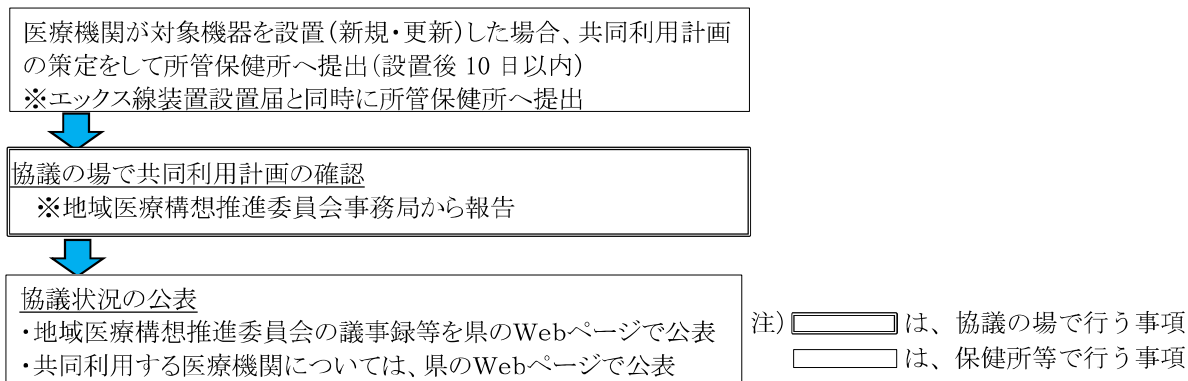 医療機関が対象機器を設置(新規・更新)した場合、共同利用計画
の策定をして所管保健所へ提出(設置後 10 日以内)
※エックス線装置設置届と同時に所管保健所へ提出
協議の場で共同利用計画の確認
※地域医療構想推進委員会事務局から報告
協議状況の公表
・地域医療構想推進委員会の議事録等を県のWebページで公表
・共同利用する医療機関については、県のWebページで公表
注) は、協議の場で行う事項
は、保健所等で行う事項